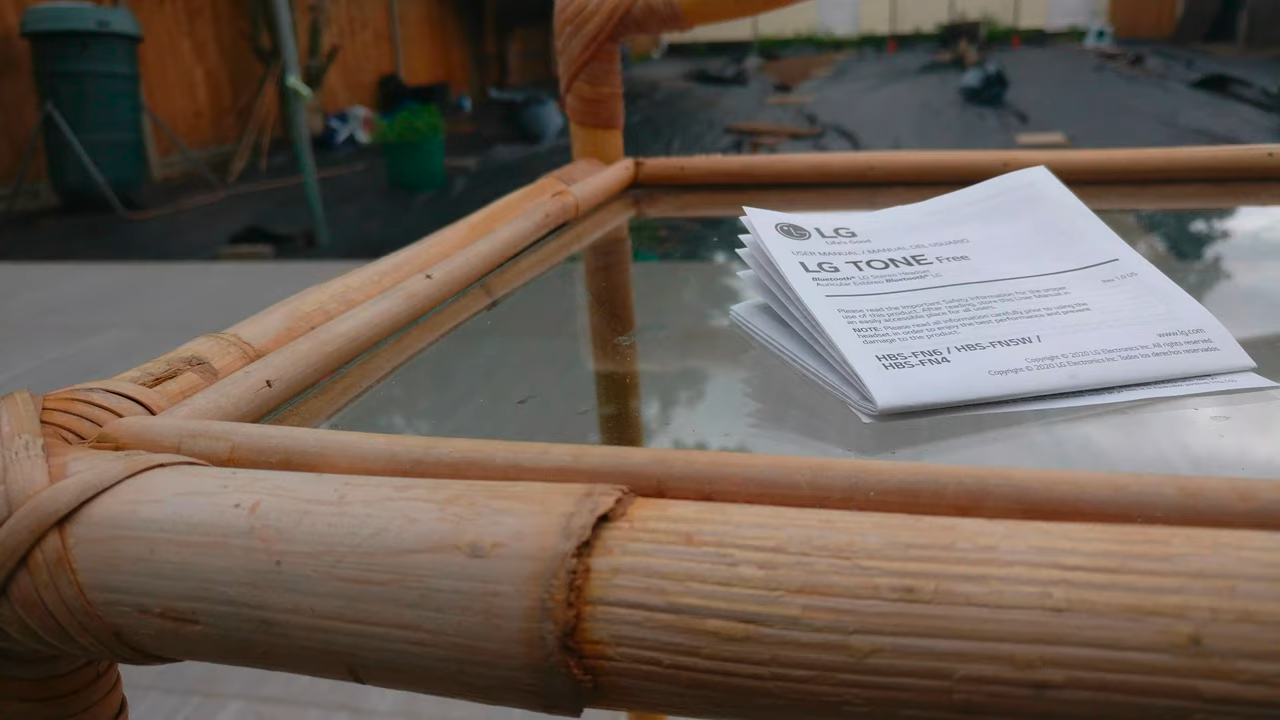 LG
Life's Good
USER MANUAL / MANUAL DEL USUARIO
LG TONE Free
Bluetooth® LG Stereo Headset
Auricular Estéreo Bluetooth® LG
Rev 1.0 US
Please read the Important Safety Information for the proper
use of this product. After reading, store this User Manual in
an easily accessible place for all users.
NOTE: Please read all information carefully prior to using the
headset in order to enjoy the best performance and prevent
damage to the product.
HBS-FN6 / HBS-FN5W /
HBS-FN4
www.lg.com
Copyright © 2020 LG Electronics Inc. All rights reserved.
Copyright © 2020 LG Electronics Inc. Todos los derechos reservados.